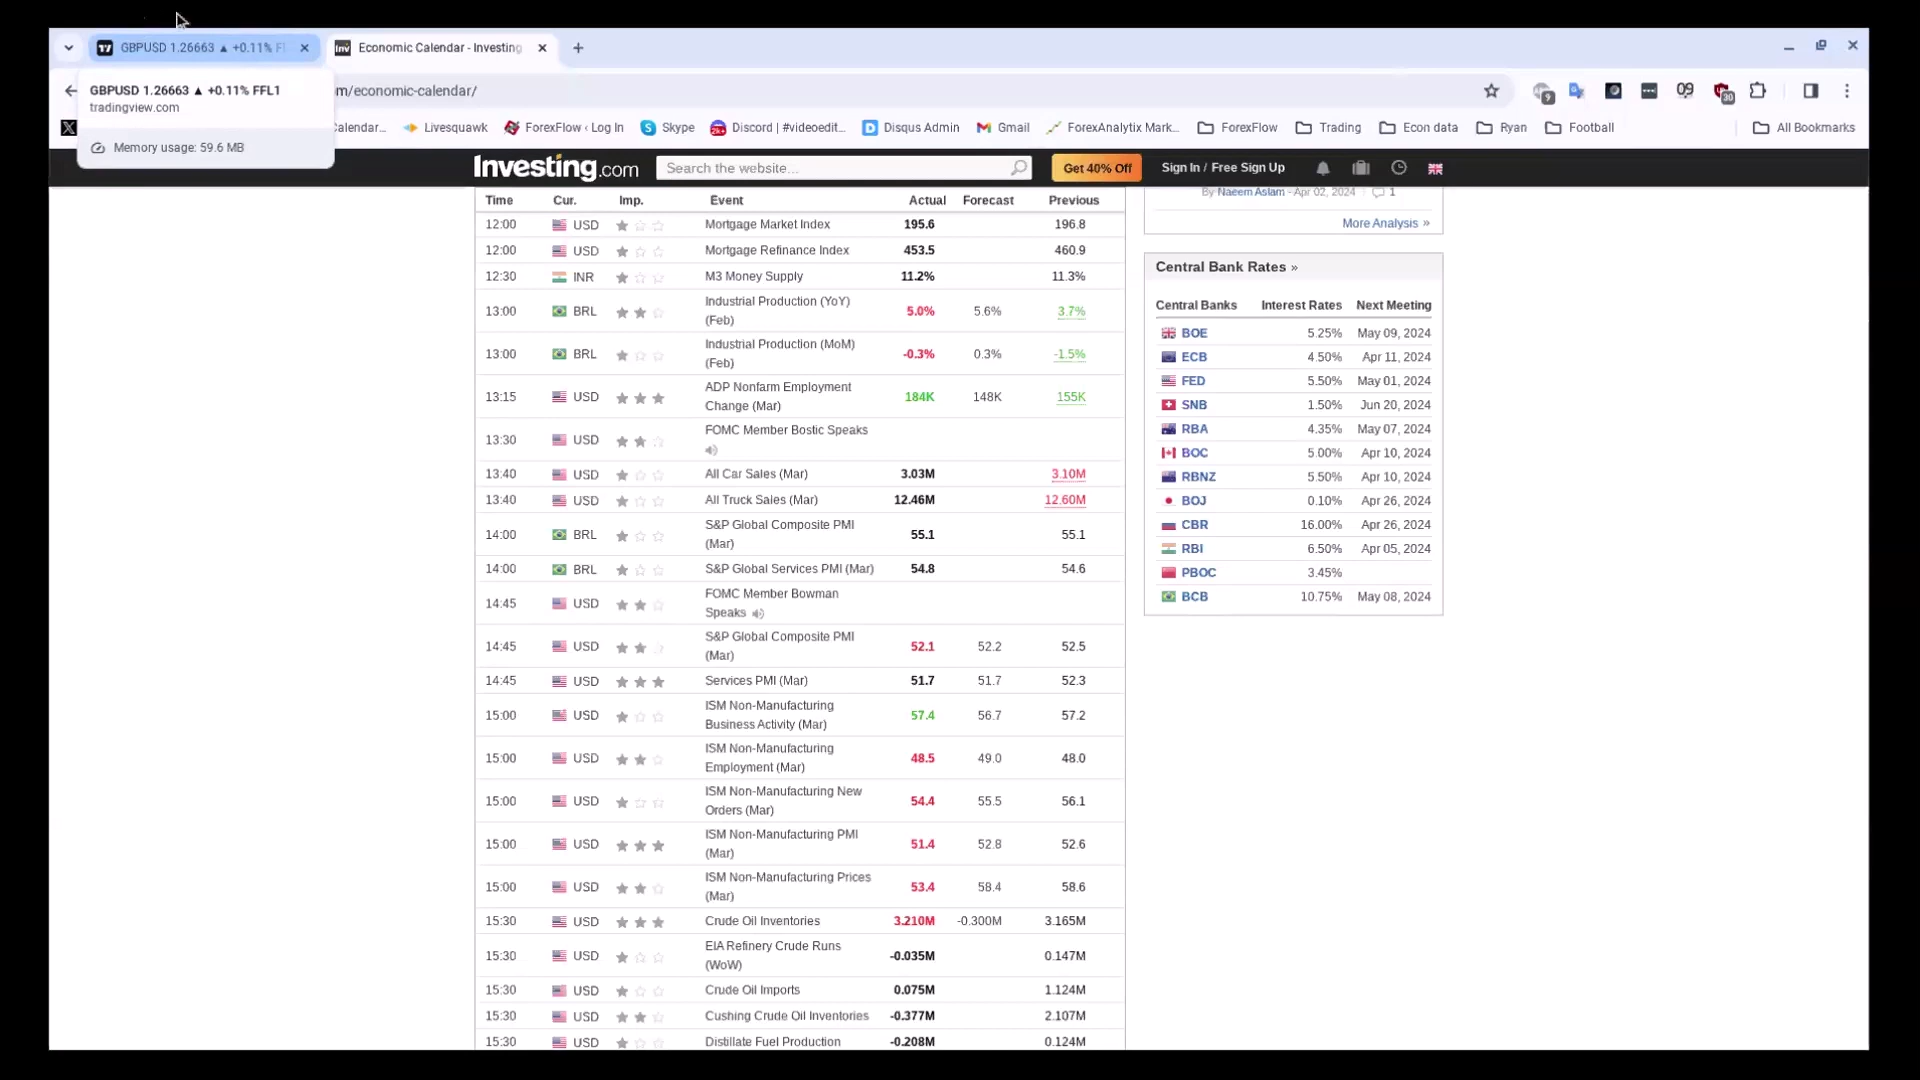 GBPUSD 1.26663 ▲ +0.11% F
Economic Calendar - Investing
GBPUSD 1.26663 ▲ +0.11% FFL1
tradingview.com
Memory usage: 59.6 MB
m/economic-calendar/
9
09
30
Calendar...
Livesquawk
ForexFlow ‹ Log In
Skype
Discord | #videoedit...
Disqus Admin
Gmail
ForexAnalytix Mark...
ForexFlow
Trading
Econ data
Ryan
Football
All Bookmarks
Investing.com
Search the website...
Get 40% Off
Sign In / Free Sign Up
Time Cur. Imp. Event Actual Forecast Previous
12:00 USD Mortgage Market Index 195.6 196.8
12:00 USD Mortgage Refinance Index 453.5 460.9
12:30 INR M3 Money Supply 11.2% 11.3%
13:00 BRL Industrial Production (YoY) 5.0% 5.6% 3.7%
(Feb)
13:00 BRL Industrial Production (MoM) -0.3% 0.3% -1.5%
(Feb)
13:15 USD ADP Nonfarm Employment 184K 148K 155K
Change (Mar)
13:30 USD FOMC Member Bostic Speaks
13:40 USD All Car Sales (Mar) 3.03M 3.10M
13:40 USD All Truck Sales (Mar) 12.46M 12.60M
14:00 BRL S&P Global Composite PMI 55.1 55.1
(Mar)
14:00 BRL S&P Global Services PMI (Mar) 54.8 54.6
14:45 USD FOMC Member Bowman
Speaks
14:45 USD S&P Global Composite PMI 52.1 52.2 52.5
(Mar)
14:45 USD Services PMI (Mar) 51.7 51.7 52.3
15:00 USD ISM Non-Manufacturing 57.4 56.7 57.2
Business Activity (Mar)
15:00 USD ISM Non-Manufacturing 48.5 49.0 48.0
Employment (Mar)
15:00 USD ISM Non-Manufacturing New 54.4 55.5 56.1
Orders (Mar)
15:00 USD ISM Non-Manufacturing PMI 51.4 52.8 52.6
(Mar)
15:00 USD ISM Non-Manufacturing Prices 53.4 58.4 58.6
(Mar)
15:30 USD Crude Oil Inventories 3.210M -0.300M 3.165M
15:30 USD EIA Refinery Crude Runs -0.035M 0.147M
(WoW)
15:30 USD Crude Oil Imports 0.075M 1.124M
15:30 USD Cushing Crude Oil Inventories -0.377M 2.107M
15:30 USD Distillate Fuel Production -0.208M 0.124M
By Naeem Aslam - Apr 02, 2024 1
More Analysis »
Central Bank Rates »
Central Banks Interest Rates Next Meeting
BOE 5.25% May 09, 2024
ECB 4.50% Apr 11, 2024
FED 5.50% May 01, 2024
SNB 1.50% Jun 20, 2024
RBA 4.35% May 07, 2024
BOC 5.00% Apr 10, 2024
RBNZ 5.50% Apr 10, 2024
BOJ 0.10% Apr 26, 2024
CBR 16.00% Apr 26, 2024
RBI 6.50% Apr 05, 2024
PBOC 3.45%
BCB 10.75% May 08, 2024